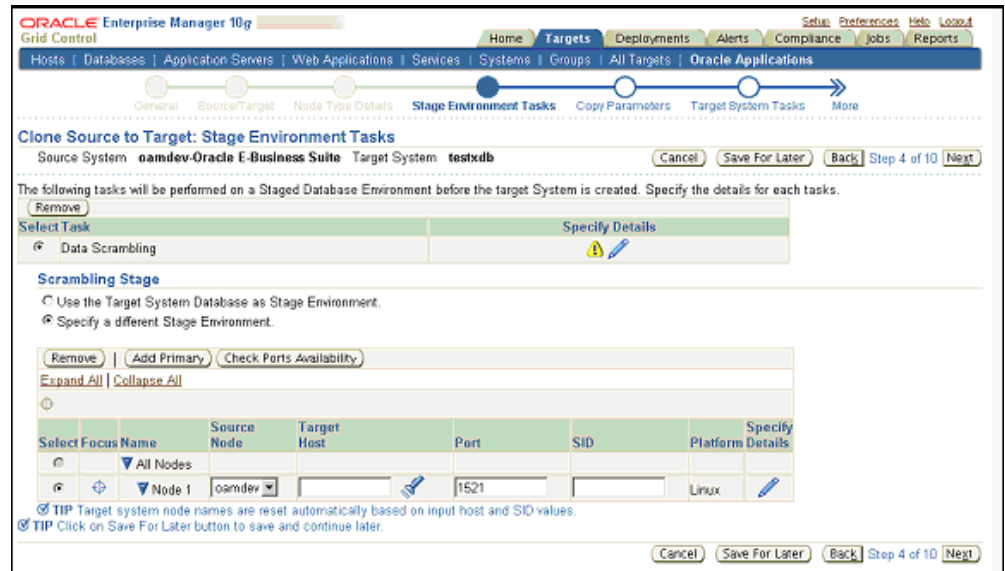 ORACLE Enterprise Manager 10g
Grid Control
Setup Preferences Help Logout
Home Targets Deployments Alerts Compliance Jobs Reports
Hosts | Databases | Application Servers | Web Applications | Services | Systems | Groups | All Targets | Oracle Applications
General Source/Target Node Type Details Stage Environment Tasks Copy Parameters Target System Tasks More
Clone Source to Target: Stage Environment Tasks
Source System oamdev-Oracle E-Business Suite Target System testxdb
Cancel Save For Later Back Step 4 of 10 Next
The following tasks will be performed on a Staged Database Environment before the target System is created. Specify the details for each tasks.
Remove
Select Task Specify Details
Data Scrambling
Scrambling Stage
Use the Target System Database as Stage Environment.
Specify a different Stage Environment.
Remove | Add Primary Check Ports Availability
Expand All | Collapse All
Select Focus Name Source Node Target Host Port SID Platform Specify Details
All Nodes
Node 1 oamdev 1521 Linux
TIP Target system node names are reset automatically based on input host and SID values.
TIP Click on Save For Later button to save and continue later.
Cancel Save For Later Back Step 4 of 10 Next